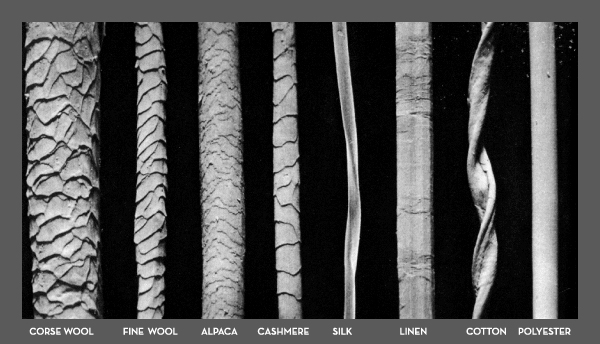 CORSE WOOL FINE WOOL ALPACA CASHMERE SILK LINEN COTTON POLYESTER